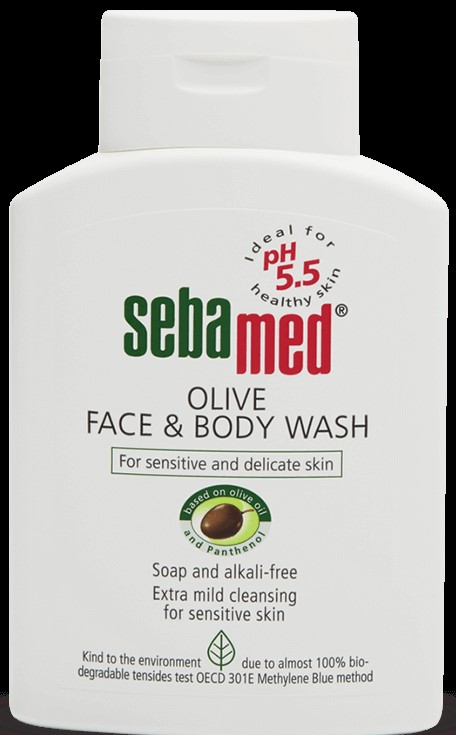 Ideal for
pH
5.5
healthy skin
sebamed®
OLIVE
FACE & BODY WASH
For sensitive and delicate skin
based on olive oil
and Panthenol
Soap and alkali-free
Extra mild cleansing
for sensitive skin
Kind to the environment due to almost 100% bio-
degradable tensides test OECD 301E Methylene Blue method